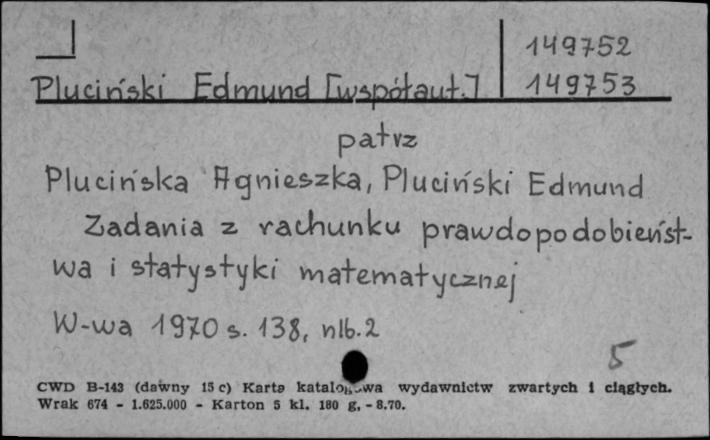 149752
Pluciński Edmund [współaut.] 149753
patrz
Plucińska Agnieszka, Pluciński Edmund
Zadania z rachunku prawdopodobieńst-
wa i statystyki matematycznej
W-wa 1970 s. 138, nlb. 2
5
CWD B-143 (dawny 15 c) Karta katalogowa wydawnictw zwartych i ciągłych.
Wrak 674 - 1.625.000 - Karton 5 kl. 180 g. - 8.70.